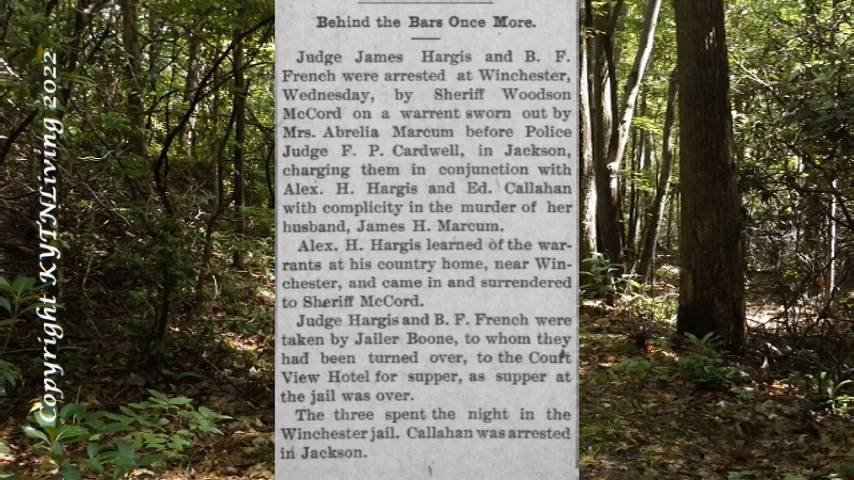 Behind the Bars Once More.
Judge James Hargis and B. F.
French were arrested at Winchester,
Wednesday, by Sheriff Woodson
McCord on a warrent sworn out by
Mrs. Abrelia Marcum before Police
Judge F. P. Cardwell, in Jackson,
charging them in conjunction with
Alex. H. Hargis and Ed. Callahan
with complicity in the murder of her
husband, James H. Marcum.
Alex. H. Hargis learned of the war-
rants at his country home, near Win-
chester, and came in and surrendered
to Sheriff McCord.
Judge Hargis and B. F. French were
taken by Jailer Boone, to whom they
had been turned over, to the Court
View Hotel for supper, as supper at
the jail was over.
The three spent the night in the
Winchester jail. Callahan was arrested
in Jackson.
Copyright KYTNLiving 2022